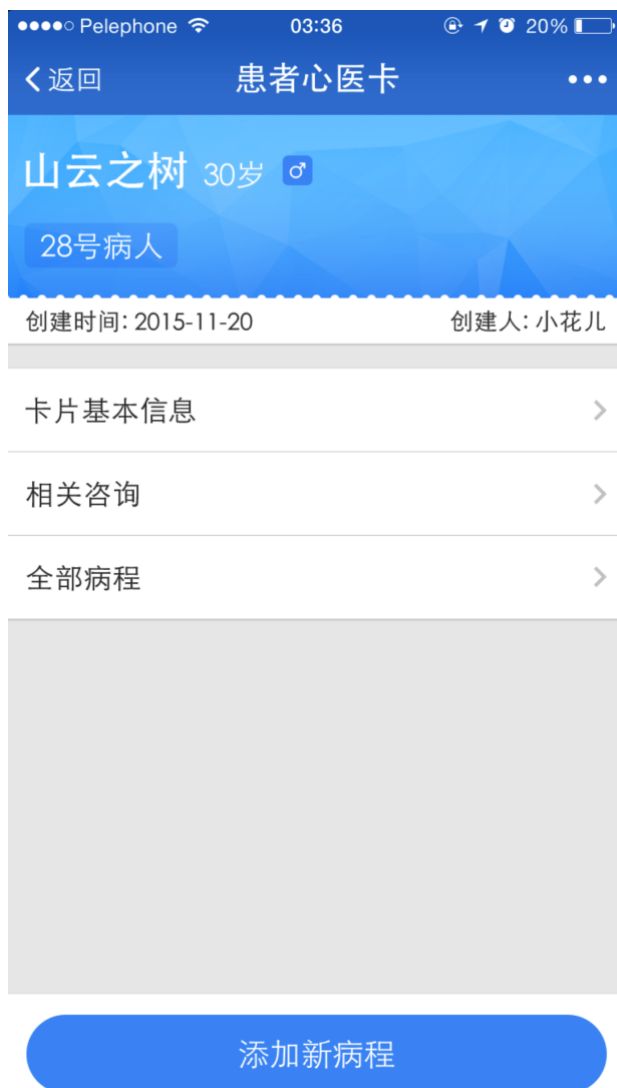 Pelephone 03:36 20%
返回 患者心医卡
山云之树 30岁
28号病人
创建时间: 2015-11-20 创建人: 小花儿
卡片基本信息
相关咨询
全部病程
添加新病程